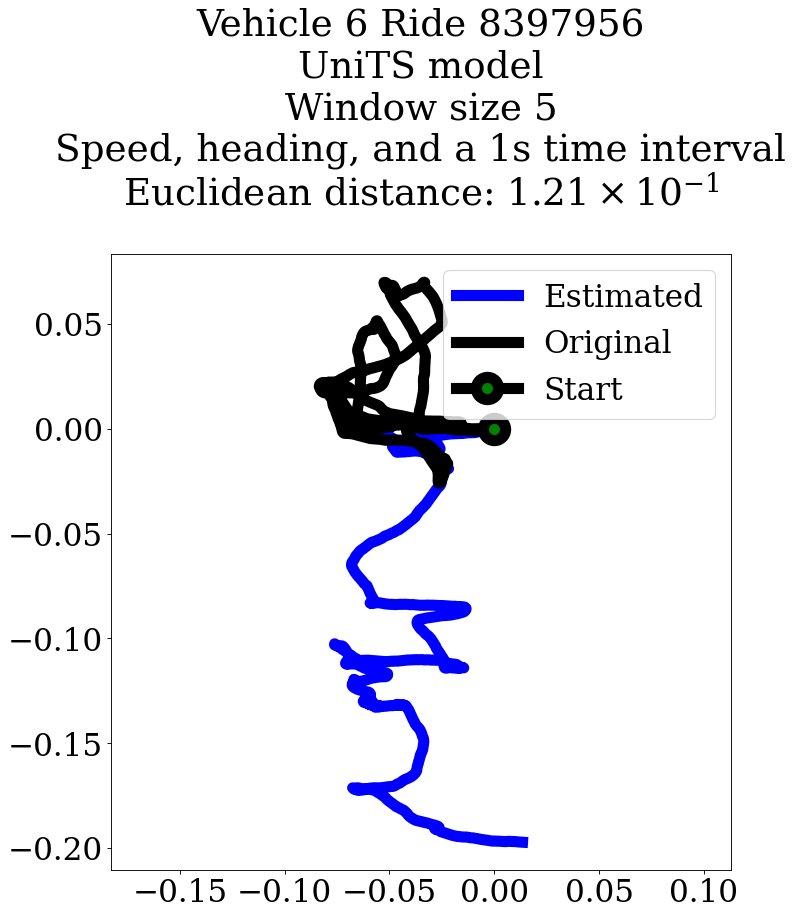 Vehicle 6 Ride 8397956
UniTS model
Window size 5
Speed, heading, and a 1s time interval
Euclidean distance: 1.21 × 10⁻¹
Estimated
Original
Start
0.05
0.00
−0.05
−0.10
−0.15
−0.20
−0.15 −0.10 −0.05 0.00 0.05 0.10